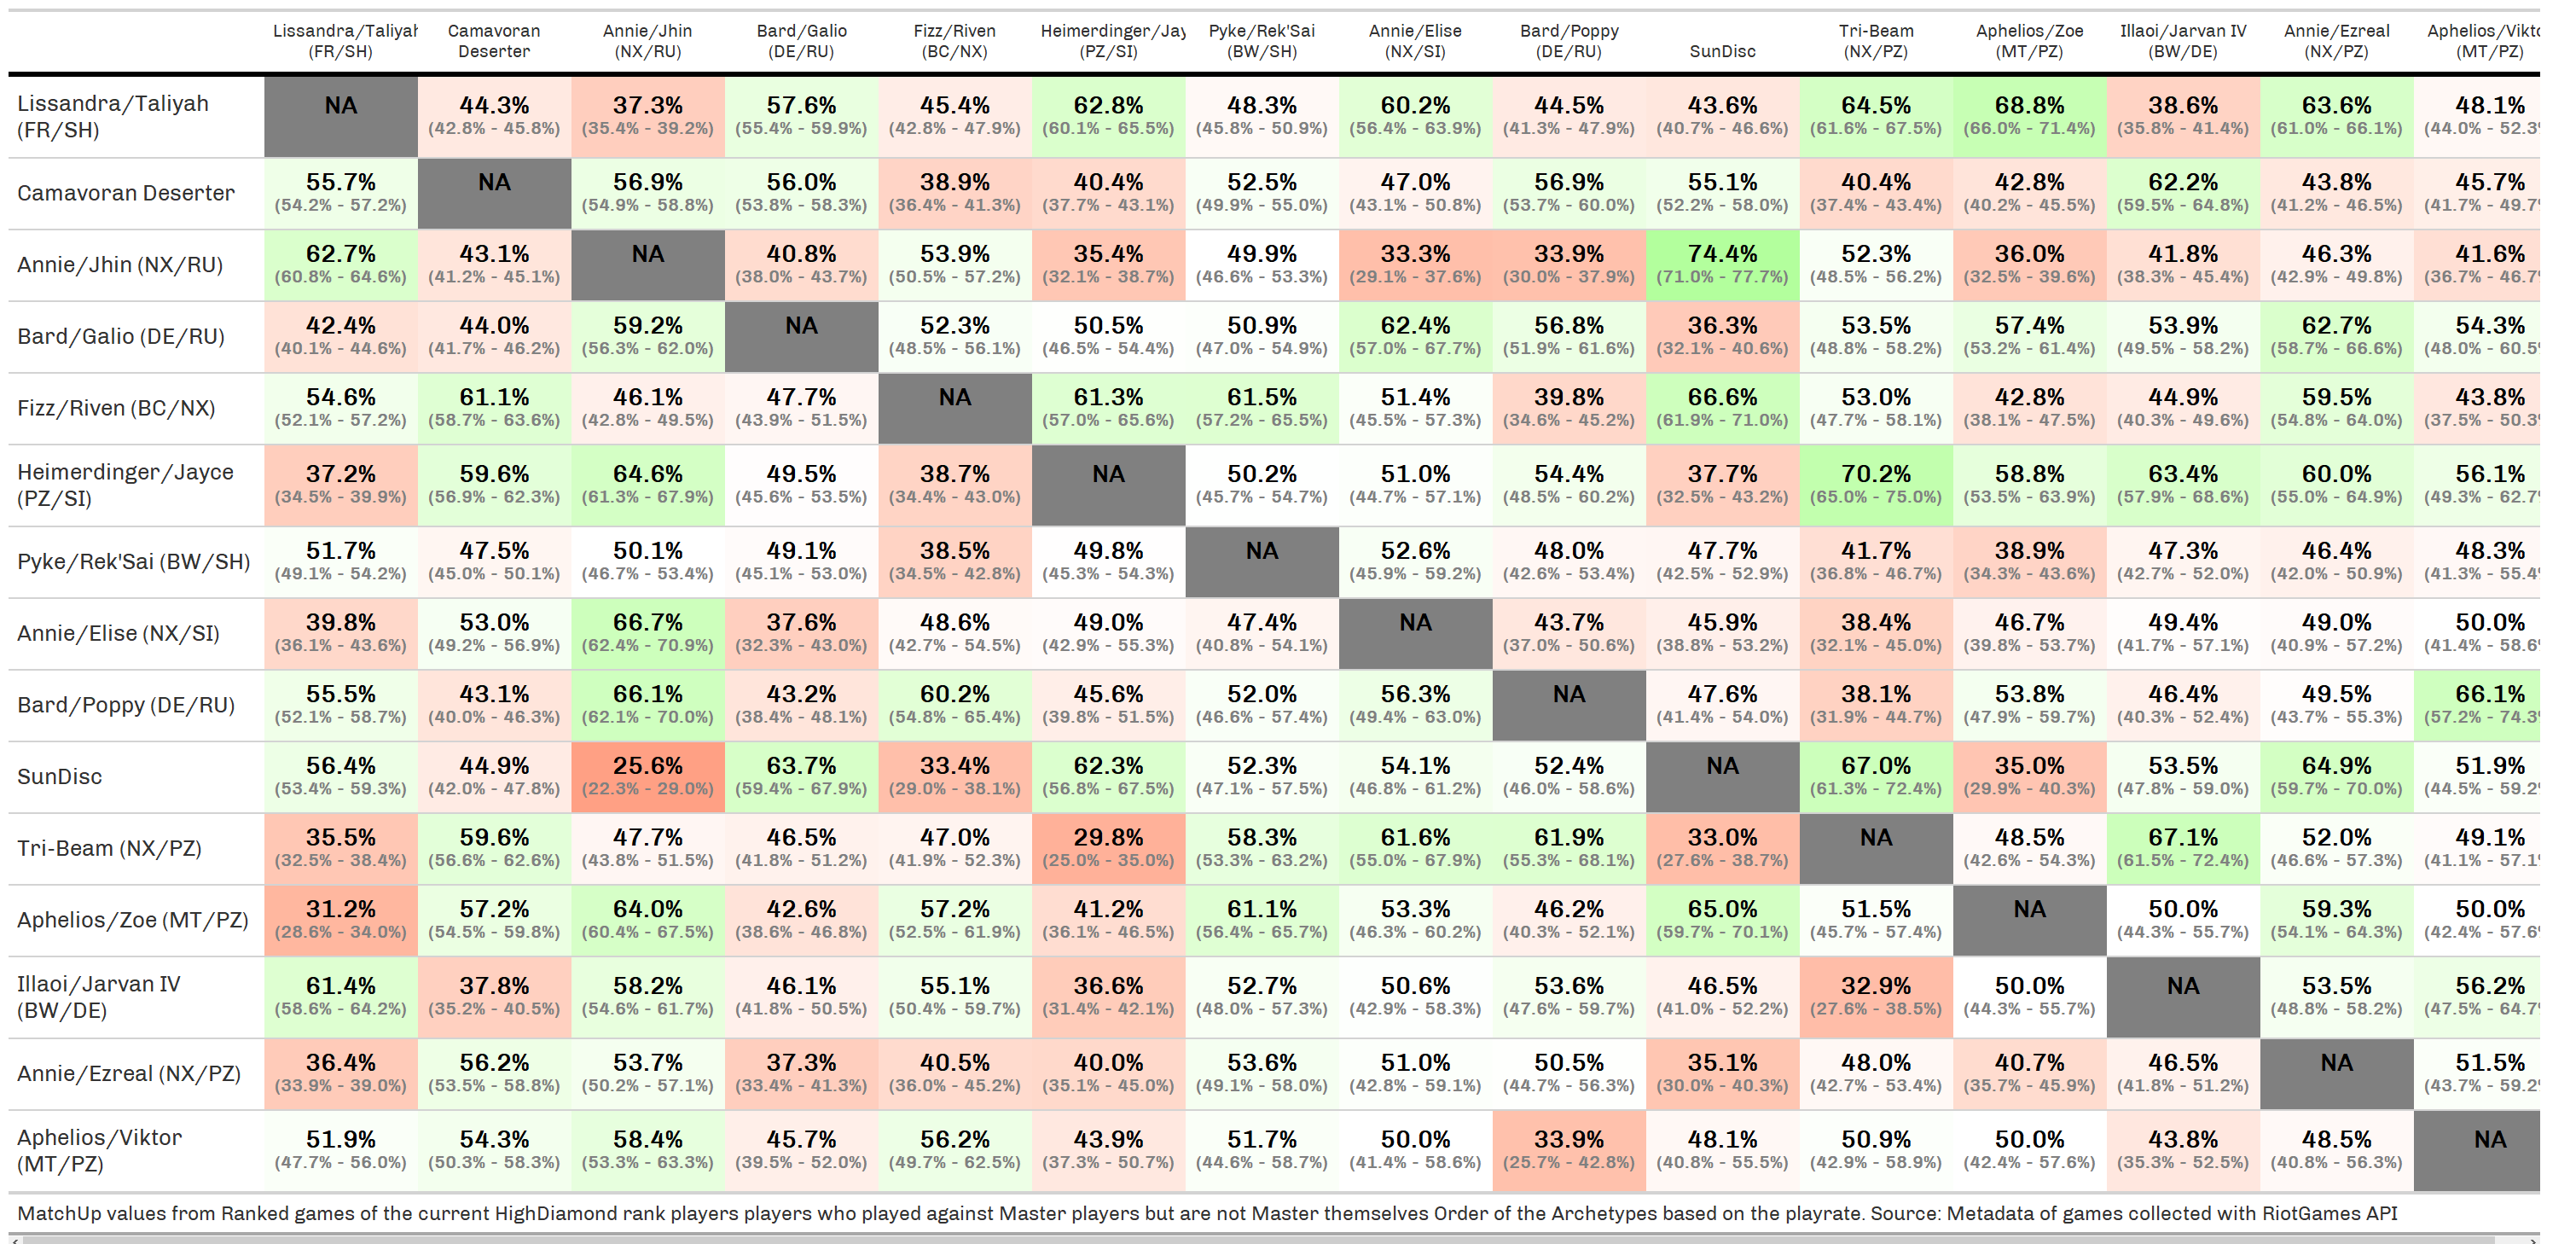 Lissandra/Taliyah Camavoran Annie/Jhin Bard/Galio Fizz/Riven Heimerdinger/Jay Pyke/Rek'Sai Annie/Elise Bard/Poppy Tri-Beam Aphelios/Zoe Illaoi/Jarvan IV Annie/Ezreal Aphelios/Vikto
(FR/SH) Deserter (NX/RU) (DE/RU) (BC/NX) (PZ/SI) (BW/SH) (NX/SI) (DE/RU) SunDisc (NX/PZ) (MT/PZ) (BW/DE) (NX/PZ) (MT/PZ)
Lissandra/Taliyah NA 44.3% 37.3% 57.6% 45.4% 62.8% 48.3% 60.2% 44.5% 43.6% 64.5% 68.8% 38.6% 63.6% 48.1%
(FR/SH) (42.8% - 45.8%) (35.4% - 39.2%) (55.4% - 59.9%) (42.8% - 47.9%) (60.1% - 65.5%) (45.8% - 50.9%) (56.4% - 63.9%) (41.3% - 47.9%) (40.7% - 46.6%) (61.6% - 67.5%) (66.0% - 71.4%) (35.8% - 41.4%) (61.0% - 66.1%) (44.0% - 52.3%
Camavoran Deserter 55.7% NA 56.9% 56.0% 38.9% 40.4% 52.5% 47.0% 56.9% 55.1% 40.4% 42.8% 62.2% 43.8% 45.7%
(54.2% - 57.2%) (54.9% - 58.8%) (53.8% - 58.3%) (36.4% - 41.3%) (37.7% - 43.1%) (49.9% - 55.0%) (43.1% - 50.8%) (53.7% - 60.0%) (52.2% - 58.0%) (37.4% - 43.4%) (40.2% - 45.5%) (59.5% - 64.8%) (41.2% - 46.5%) (41.7% - 49.7
Annie/Jhin (NX/RU) 62.7% 43.1% NA 40.8% 53.9% 35.4% 49.9% 33.3% 33.9% 74.4% 52.3% 36.0% 41.8% 46.3% 41.6%
(60.8% - 64.6%) (41.2% - 45.1%) (38.0% - 43.7%) (50.5% - 57.2%) (32.1% - 38.7%) (46.6% - 53.3%) (29.1% - 37.6%) (30.0% - 37.9%) (71.0% - 77.7%) (48.5% - 56.2%) (32.5% - 39.6%) (38.3% - 45.4%) (42.9% - 49.8%) (36.7% - 46.7
Bard/Galio (DE/RU) 42.4% 44.0% 59.2% NA 52.3% 50.5% 50.9% 62.4% 56.8% 36.3% 53.5% 57.4% 53.9% 62.7% 54.3%
(40.1% - 44.6%) (41.7% - 46.2%) (56.3% - 62.0%) (48.5% - 56.1%) (46.5% - 54.4%) (47.0% - 54.9%) (57.0% - 67.7%) (51.9% - 61.6%) (32.1% - 40.6%) (48.8% - 58.2%) (53.2% - 61.4%) (49.5% - 58.2%) (58.7% - 66.6%) (48.0% - 60.5
Fizz/Riven (BC/NX) 54.6% 61.1% 46.1% 47.7% NA 61.3% 61.5% 51.4% 39.8% 66.6% 53.0% 42.8% 44.9% 59.5% 43.8%
(52.1% - 57.2%) (58.7% - 63.6%) (42.8% - 49.5%) (43.9% - 51.5%) (57.0% - 65.6%) (57.2% - 65.5%) (45.5% - 57.3%) (34.6% - 45.2%) (61.9% - 71.0%) (47.7% - 58.1%) (38.1% - 47.5%) (40.3% - 49.6%) (54.8% - 64.0%) (37.5% - 50.3
Heimerdinger/Jayce 37.2% 59.6% 64.6% 49.5% 38.7% NA 50.2% 51.0% 54.4% 37.7% 70.2% 58.8% 63.4% 60.0% 56.1%
(PZ/SI) (34.5% - 39.9%) (56.9% - 62.3%) (61.3% - 67.9%) (45.6% - 53.5%) (34.4% - 43.0%) (45.7% - 54.7%) (44.7% - 57.1%) (48.5% - 60.2%) (32.5% - 43.2%) (65.0% - 75.0%) (53.5% - 63.9%) (57.9% - 68.6%) (55.0% - 64.9%) (49.3% - 62.7
Pyke/Rek'Sai (BW/SH) 51.7% 47.5% 50.1% 49.1% 38.5% 49.8% NA 52.6% 48.0% 47.7% 41.7% 38.9% 47.3% 46.4% 48.3%
(49.1% - 54.2%) (45.0% - 50.1%) (46.7% - 53.4%) (45.1% - 53.0%) (34.5% - 42.8%) (45.3% - 54.3%) (45.9% - 59.2%) (42.6% - 53.4%) (42.5% - 52.9%) (36.8% - 46.7%) (34.3% - 43.6%) (42.7% - 52.0%) (42.0% - 50.9%) (41.3% - 55.4
Annie/Elise (NX/SI) 39.8% 53.0% 66.7% 37.6% 48.6% 49.0% 47.4% NA 43.7% 45.9% 38.4% 46.7% 49.4% 49.0% 50.0%
(36.1% - 43.6%) (49.2% - 56.9%) (62.4% - 70.9%) (32.3% - 43.0%) (42.7% - 54.5%) (42.9% - 55.3%) (40.8% - 54.1%) (37.0% - 50.6%) (38.8% - 53.2%) (32.1% - 45.0%) (39.8% - 53.7%) (41.7% - 57.1%) (40.9% - 57.2%) (41.4% - 58.6
Bard/Poppy (DE/RU) 55.5% 43.1% 66.1% 43.2% 60.2% 45.6% 52.0% 56.3% NA 47.6% 38.1% 53.8% 46.4% 49.5% 66.1%
(52.1% - 58.7%) (40.0% - 46.3%) (62.1% - 70.0%) (38.4% - 48.1%) (54.8% - 65.4%) (39.8% - 51.5%) (46.6% - 57.4%) (49.4% - 63.0%) (41.4% - 54.0%) (31.9% - 44.7%) (47.9% - 59.7%) (40.3% - 52.4%) (43.7% - 55.3%) (57.2% - 74.3
SunDisc 56.4% 44.9% 25.6% 63.7% 33.4% 62.3% 52.3% 54.1% 52.4% NA 67.0% 35.0% 53.5% 64.9% 51.9%
(53.4% - 59.3%) (42.0% - 47.8%) (22.3% - 29.0%) (59.4% - 67.9%) (29.0% - 38.1%) (56.8% - 67.5%) (47.1% - 57.5%) (46.8% - 61.2%) (46.0% - 58.6%) (61.3% - 72.4%) (29.9% - 40.3%) (47.8% - 59.0%) (59.7% - 70.0%) (44.5% - 59.2
Tri-Beam (NX/PZ) 35.5% 59.6% 47.7% 46.5% 47.0% 29.8% 58.3% 61.6% 61.9% 33.0% NA 48.5% 67.1% 52.0% 49.1%
(32.5% - 38.4%) (56.6% - 62.6%) (43.8% - 51.5%) (41.8% - 51.2%) (41.9% - 52.3%) (25.0% - 35.0%) (53.3% - 63.2%) (55.0% - 67.9%) (55.3% - 68.1%) (27.6% - 38.7%) (42.6% - 54.3%) (61.5% - 72.4%) (46.6% - 57.3%) (41.1% - 57.1
Aphelios/Zoe (MT/PZ) 31.2% 57.2% 64.0% 42.6% 57.2% 41.2% 61.1% 53.3% 46.2% 65.0% 51.5% NA 50.0% 59.3% 50.0%
(28.6% - 34.0%) (54.5% - 59.8%) (60.4% - 67.5%) (38.6% - 46.8%) (52.5% - 61.9%) (36.1% - 46.5%) (56.4% - 65.7%) (46.3% - 60.2%) (40.3% - 52.1%) (59.7% - 70.1%) (45.7% - 57.4%) (44.3% - 55.7%) (54.1% - 64.3%) (42.4% - 57.6
Illaoi/Jarvan IV 61.4% 37.8% 58.2% 46.1% 55.1% 36.6% 52.7% 50.6% 53.6% 46.5% 32.9% 50.0% NA 53.5% 56.2%
(BW/DE) (58.6% - 64.2%) (35.2% - 40.5%) (54.6% - 61.7%) (41.8% - 50.5%) (50.4% - 59.7%) (31.4% - 42.1%) (48.0% - 57.3%) (42.9% - 58.3%) (47.6% - 59.7%) (41.0% - 52.2%) (27.6% - 38.5%) (44.3% - 55.7%) (48.8% - 58.2%) (47.5% - 64.7
Annie/Ezreal (NX/PZ) 36.4% 56.2% 53.7% 37.3% 40.5% 40.0% 53.6% 51.0% 50.5% 35.1% 48.0% 40.7% 46.5% NA 51.5%
(33.9% - 39.0%) (53.5% - 58.8%) (50.2% - 57.1%) (33.4% - 41.3%) (36.0% - 45.2%) (35.1% - 45.0%) (49.1% - 58.0%) (42.8% - 59.1%) (44.7% - 56.3%) (30.0% - 40.3%) (42.7% - 53.4%) (35.7% - 45.9%) (41.8% - 51.2%) (43.7% - 59.2
Aphelios/Viktor 51.9% 54.3% 58.4% 45.7% 56.2% 43.9% 51.7% 50.0% 33.9% 48.1% 50.9% 50.0% 43.8% 48.5% NA
(MT/PZ) (47.7% - 56.0%) (50.3% - 58.3%) (53.3% - 63.3%) (39.5% - 52.0%) (49.7% - 62.5%) (37.3% - 50.7%) (44.6% - 58.7%) (41.4% - 58.6%) (25.7% - 42.8%) (40.8% - 55.5%) (42.9% - 58.9%) (42.4% - 57.6%) (35.3% - 52.5%) (40.8% - 56.3%)
MatchUp values from Ranked games of the current HighDiamond rank players players who played against Master players but are not Master themselves Order of the Archetypes based on the playrate. Source: Metadata of games collected with RiotGames API